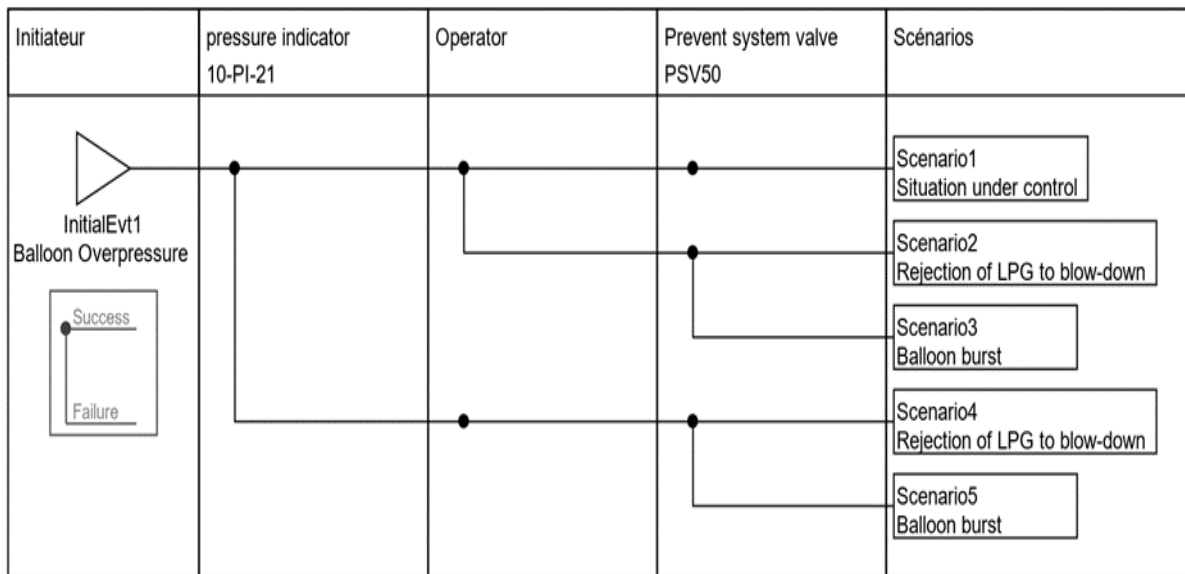 Initiateur
pressure indicator
10-PI-21
Operator
Prevent system valve
PSV50
Scénarios
InitialEvt1
Balloon Overpressure
Success
Failure
Scenario1
Situation under control
Scenario2
Rejection of LPG to blow-down
Scenario3
Balloon burst
Scenario4
Rejection of LPG to blow-down
Scenario5
Balloon burst